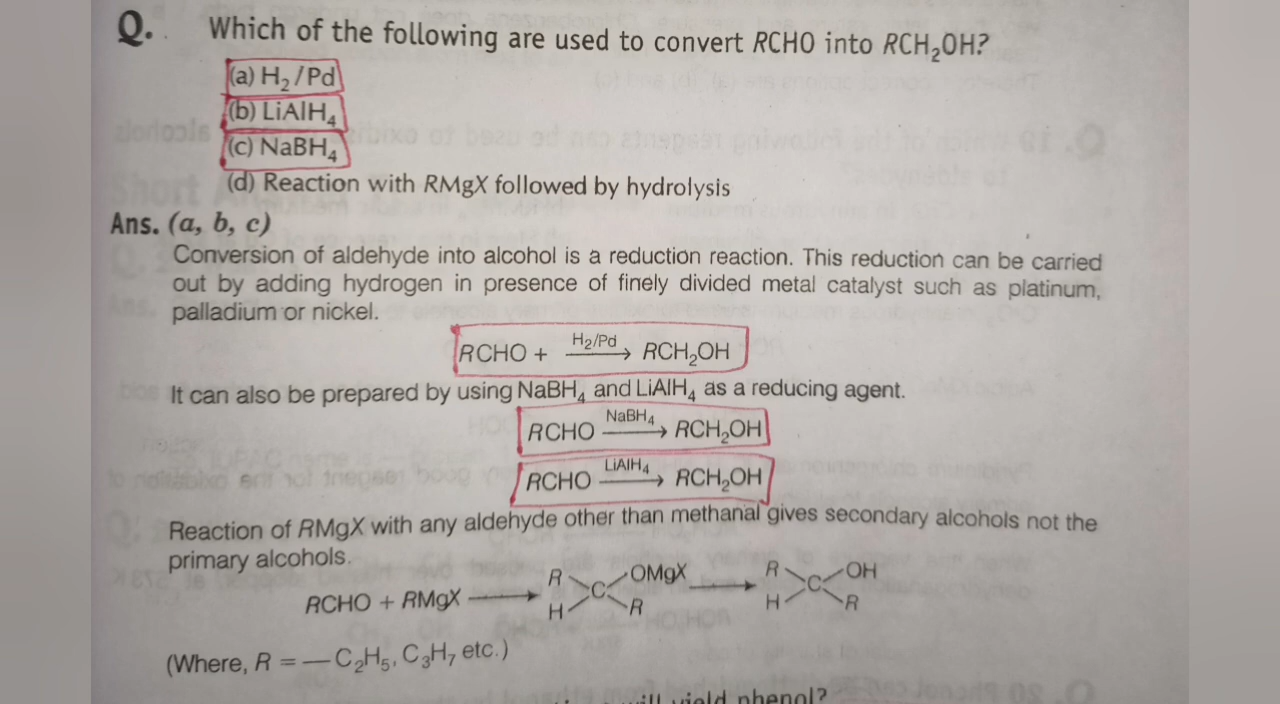 Q. Which of the following are used to convert RCHO into RCH₂OH?
(a) H₂/Pd
(b) LiAlH₄
(c) NaBH₄
(d) Reaction with RMgX followed by hydrolysis
Ans. (a, b, c)
Conversion of aldehyde into alcohol is a reduction reaction. This reduction can be carried
out by adding hydrogen in presence of finely divided metal catalyst such as platinum,
palladium or nickel.
RCHO + H₂/Pd → RCH₂OH
It can also be prepared by using NaBH₄ and LiAlH₄ as a reducing agent.
RCHO NaBH₄ → RCH₂OH
RCHO LiAlH₄ → RCH₂OH
Reaction of RMgX with any aldehyde other than methanal gives secondary alcohols not the
primary alcohols.
R OMgX R OH
RCHO + RMgX → C → C
H R H R
(Where, R = —C₂H₅, C₃H₇ etc.)
will yield phenol?